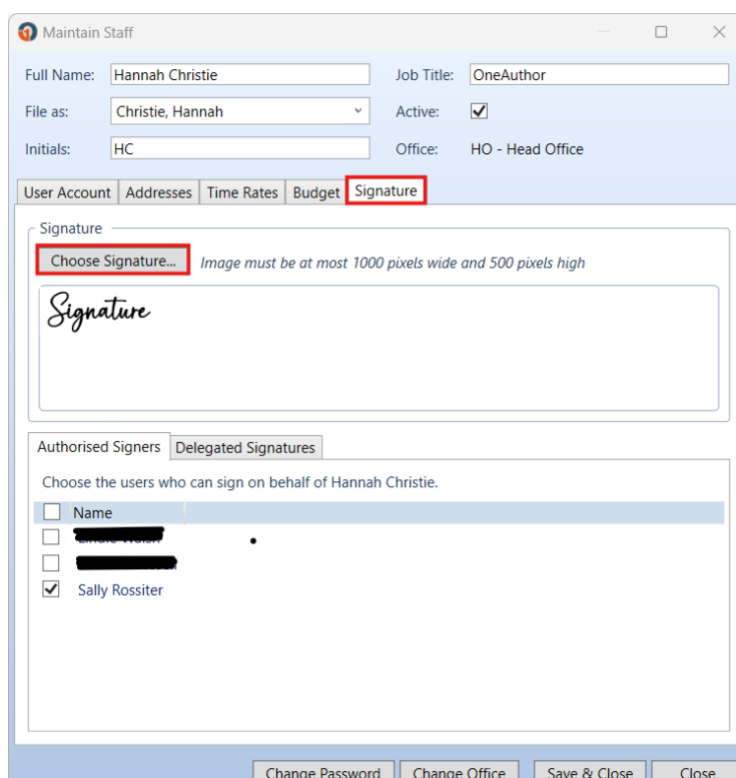 Maintain Staff
Full Name: Hannah Christie Job Title: OneAuthor
File as: Christie, Hannah Active:
Initials: HC Office: HO - Head Office
User Account Addresses Time Rates Budget Signature
Signature
Choose Signature... Image must be at most 1000 pixels wide and 500 pixels high
Signature
Authorised Signers Delegated Signatures
Choose the users who can sign on behalf of Hannah Christie.
Name
Sally Rossiter
Change Password Change Office Save & Close Close